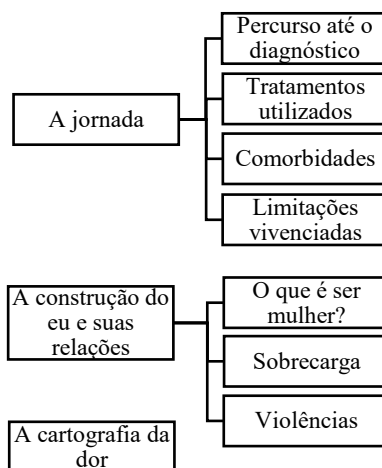 A jornada
Percurso até o
diagnóstico
Tratamentos
utilizados
Comorbidades
Limitações
vivenciadas
A construção do
eu e suas
relações
O que é ser
mulher?
Sobrecarga
Violências
A cartografia da
dor